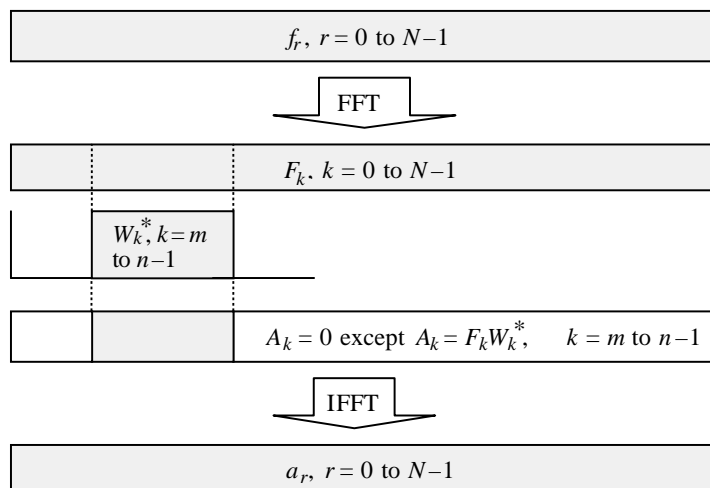 f_r, r = 0 to N–1
FFT
F_k, k = 0 to N–1
W_k^*, k = m
to n–1
A_k = 0 except A_k = F_k W_k^*, k = m to n–1
IFFT
a_r, r = 0 to N–1